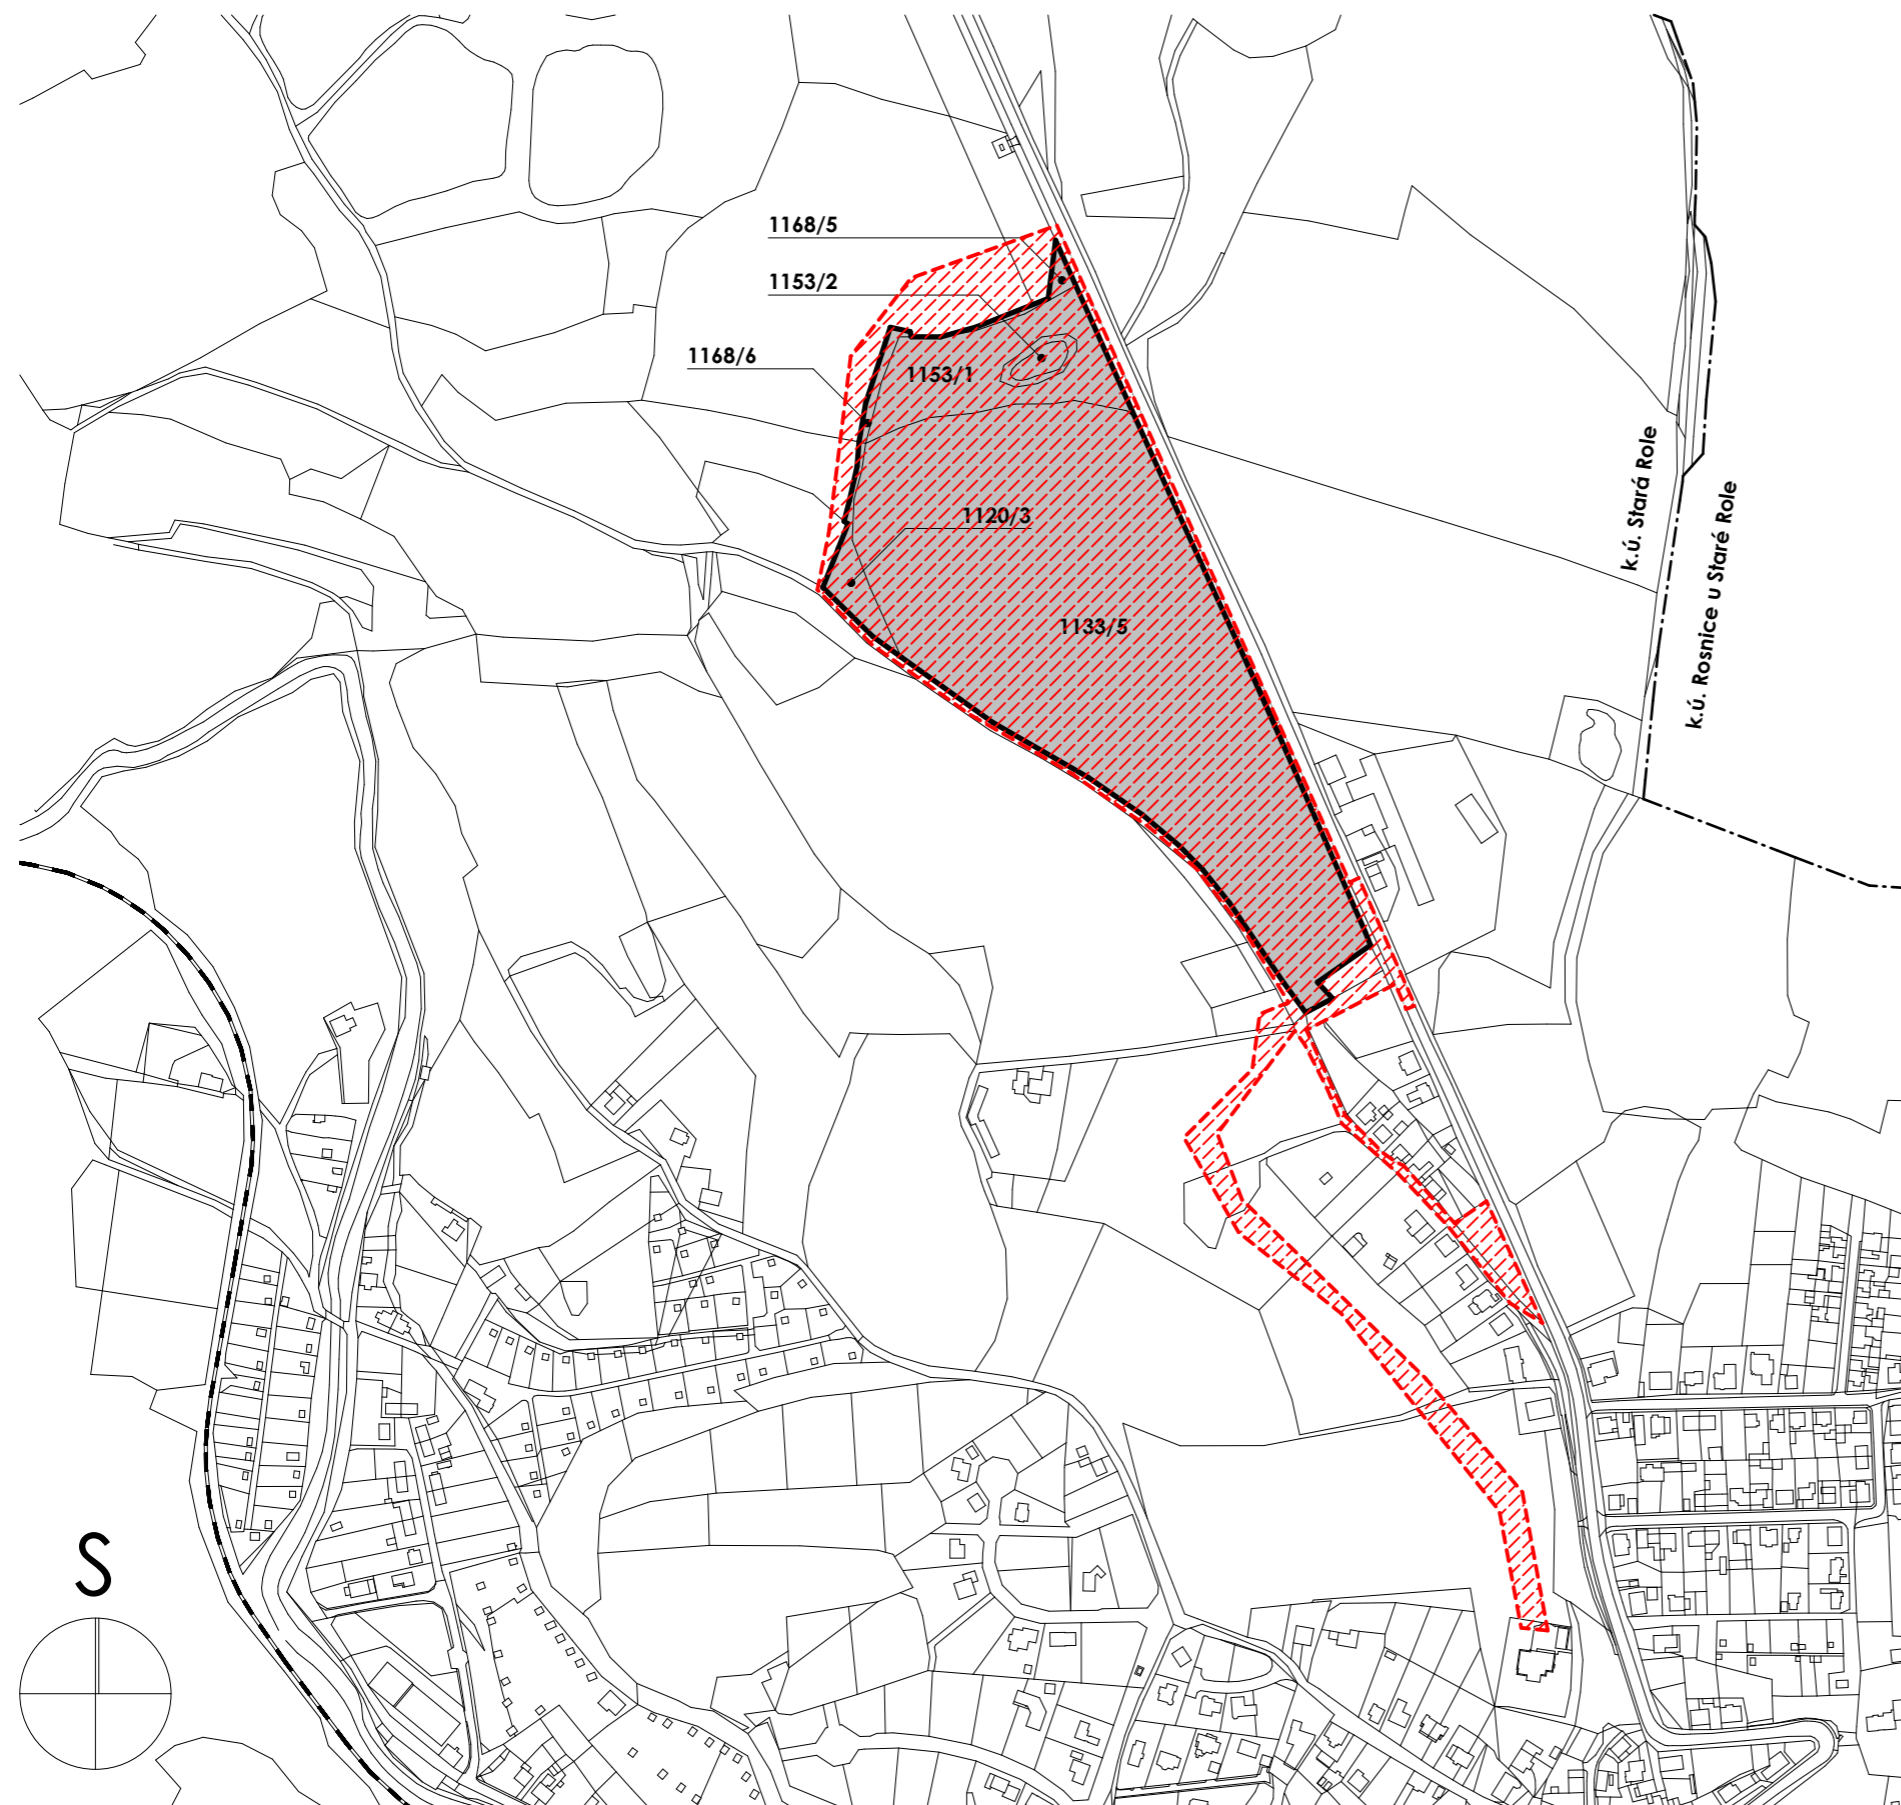 1168/5
1153/2
1168/6
1153/1
1120/3
1133/5
k.ú. Stará Role
k.ú. Rosnice u Staré Role
S